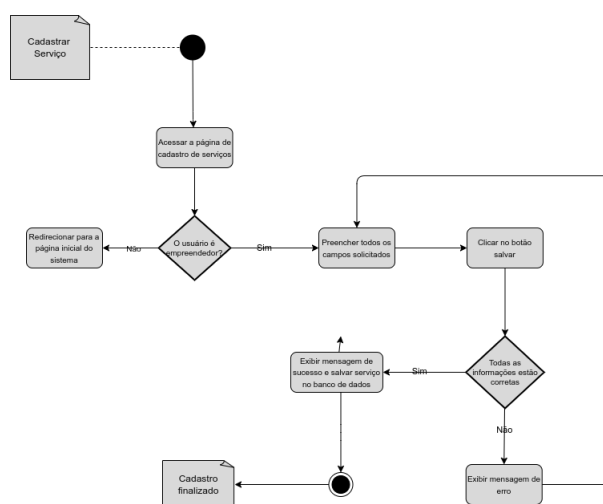 Cadastrar
Serviço
Acessar a página de
cadastro de serviços
Redirecionar para a
página inicial do
sistema
Não
O usuário é
empreendedor?
Sim
Preencher todos os
campos solicitados
Clicar no botão
salvar
Exibir mensagem de
sucesso e salvar serviço
no banco de dados
Sim
Todas as
informações estão
corretas
Não
Cadastro
finalizado
Exibir mensagem de
erro